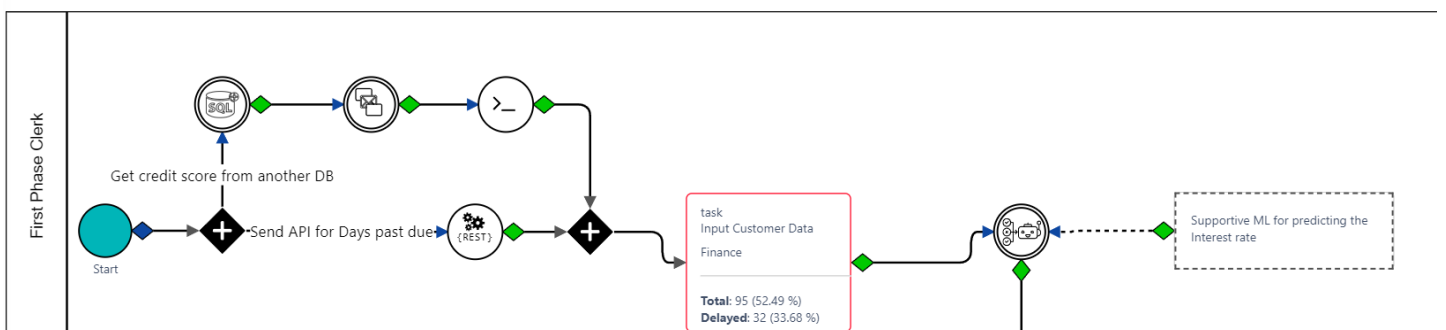 First Phase Clerk
SQL
>_
Get credit score from another DB
Start
Send API for Days past due
{REST}
task
Input Customer Data
Finance
Total: 95 (52.49 %)
Delayed: 32 (33.68 %)
Supportive ML for predicting the
Interest rate